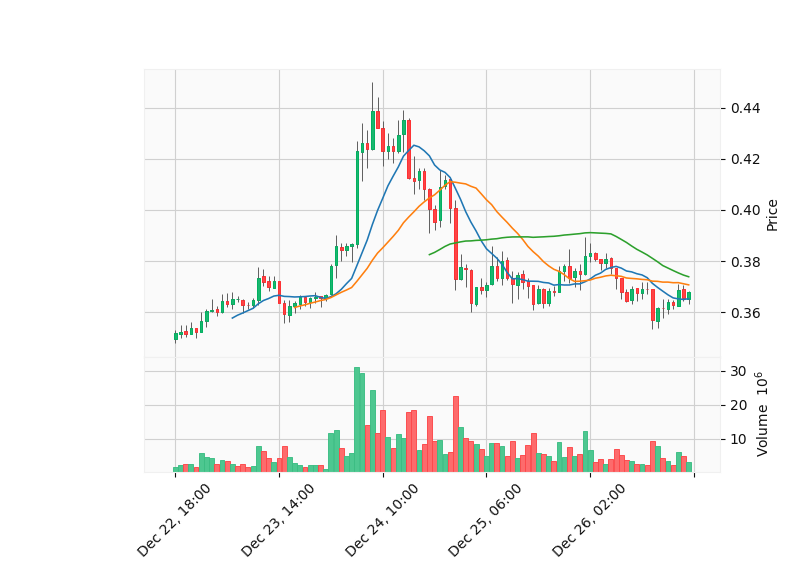 0.44
0.42
0.40
0.38
0.36
Price
30
20
10
Volume 10^6
Dec 22, 18:00
Dec 23, 14:00
Dec 24, 10:00
Dec 25, 06:00
Dec 26, 02:00